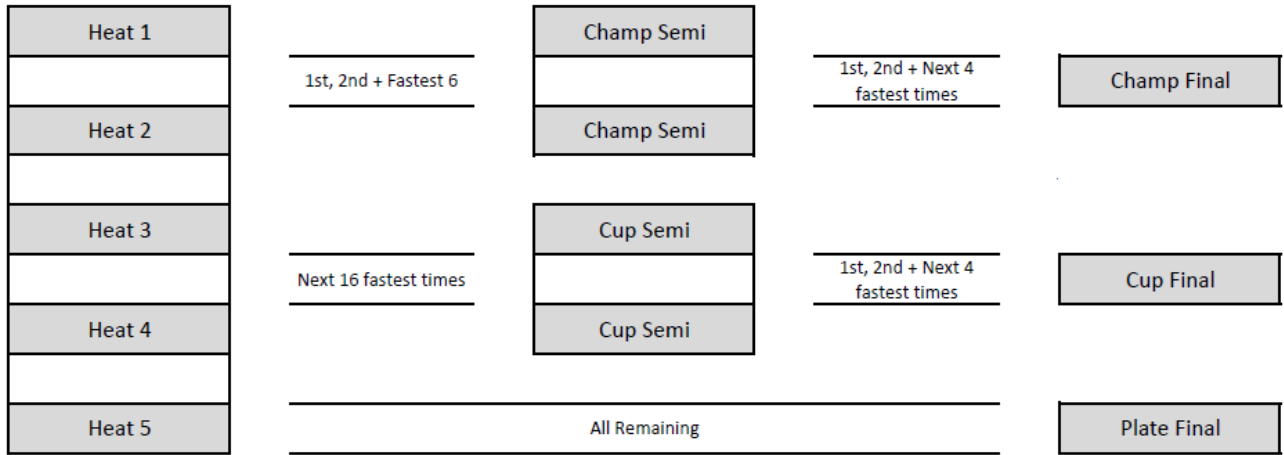 Heat 1
Champ Semi
1st, 2nd + Fastest 6
1st, 2nd + Next 4
fastest times
Champ Final
Heat 2
Champ Semi
Heat 3
Cup Semi
Next 16 fastest times
1st, 2nd + Next 4
fastest times
Cup Final
Heat 4
Cup Semi
Heat 5
All Remaining
Plate Final